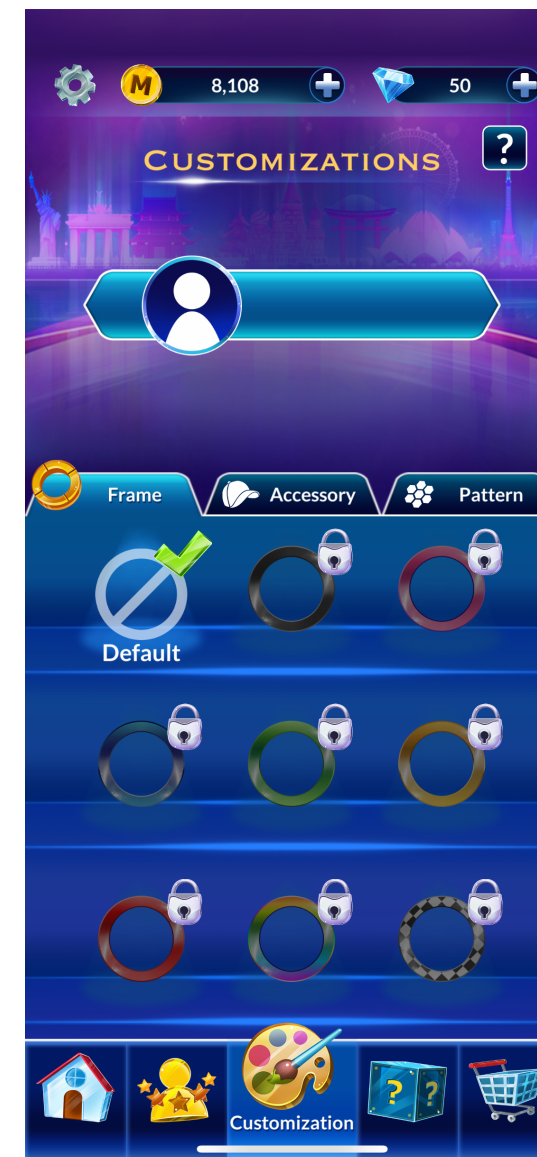 M 8,108 50
CUSTOMIZATIONS ?
Frame Accessory Pattern
Default
? ?
Customization